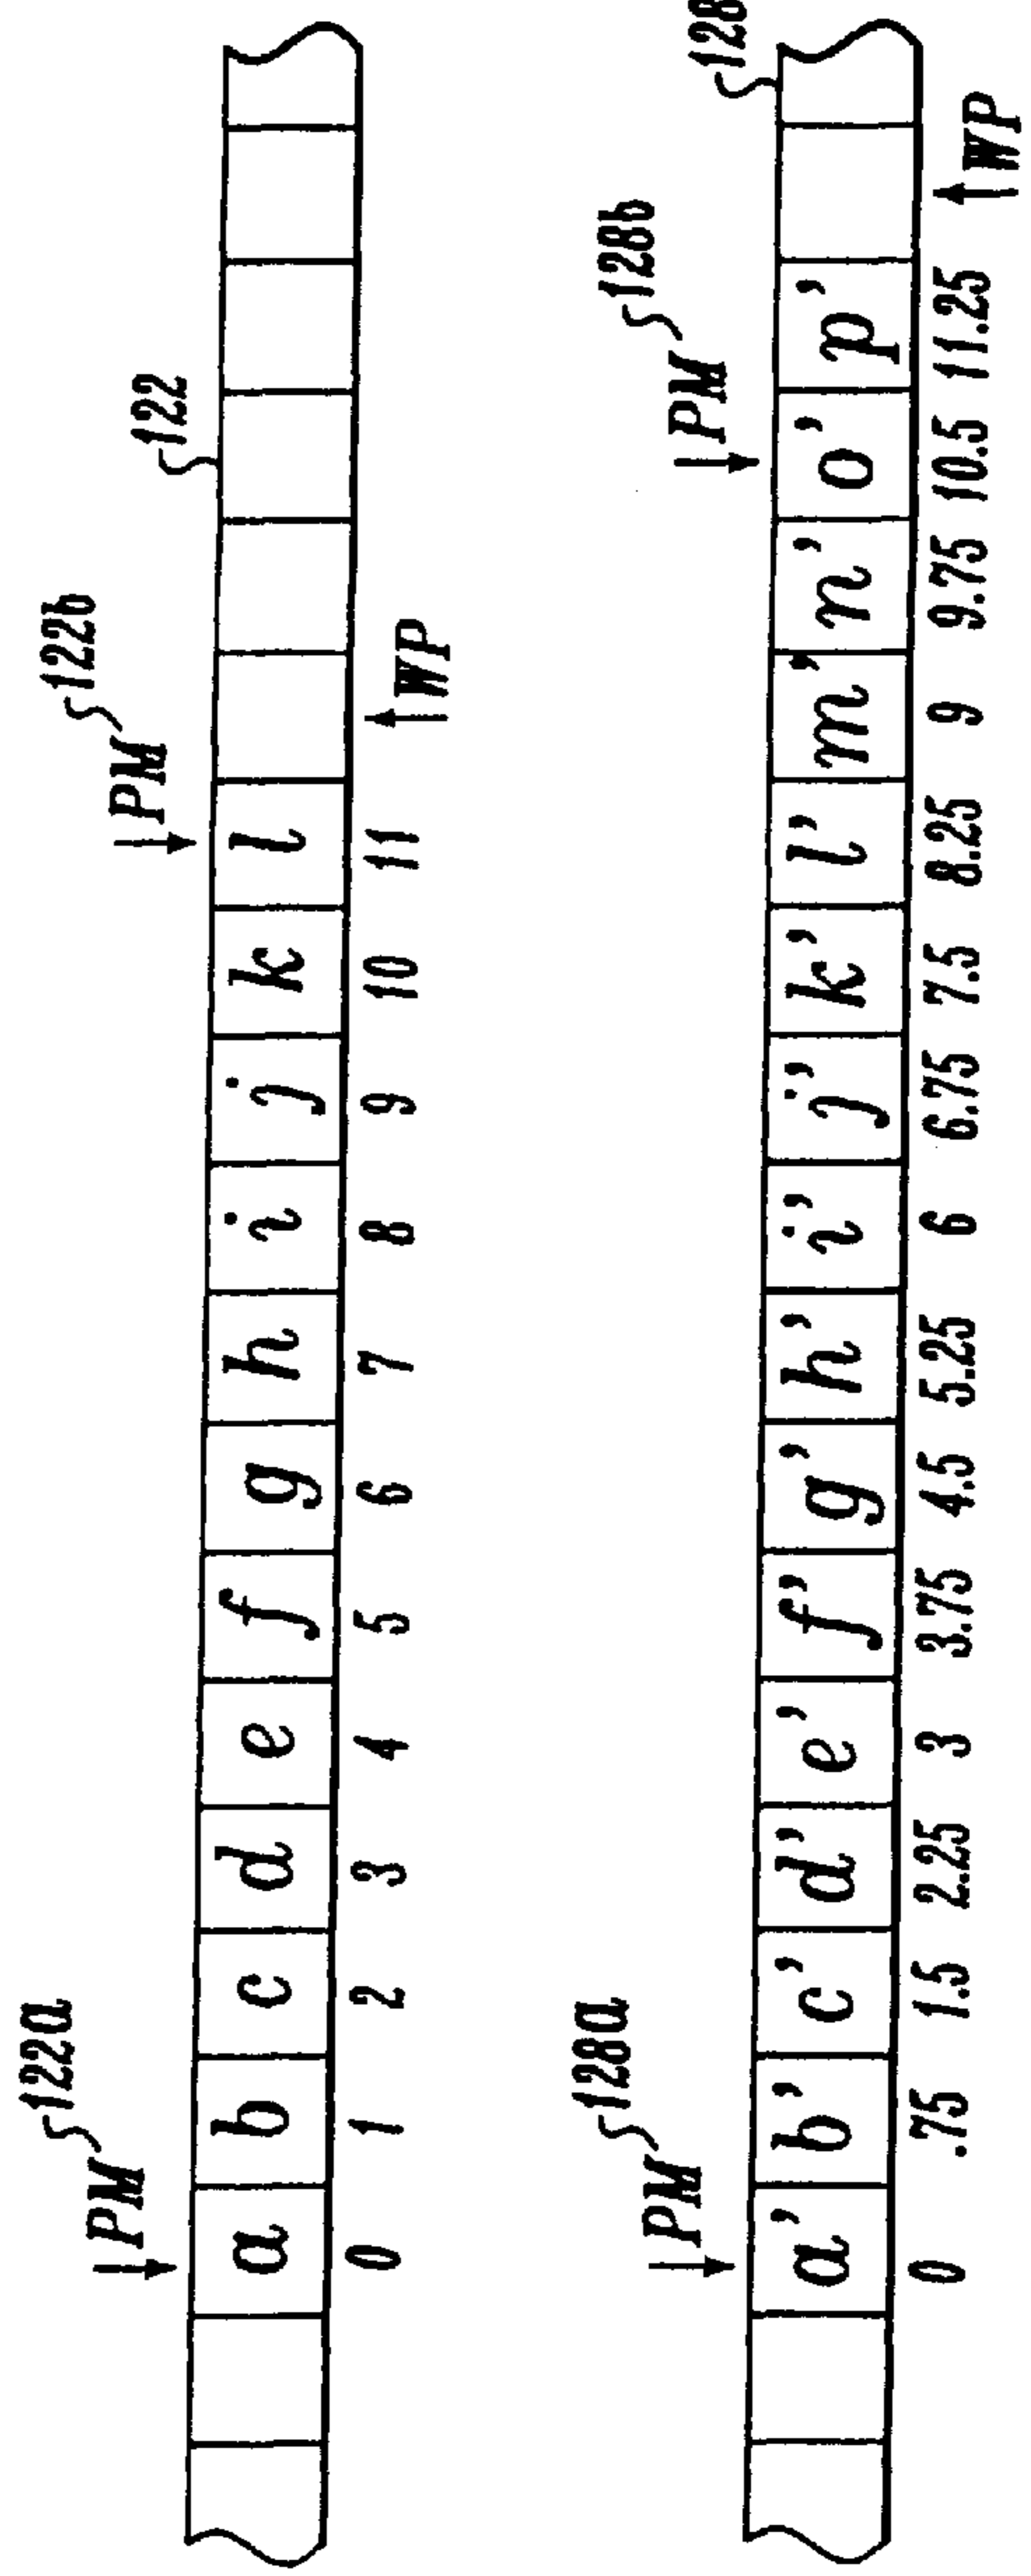 122a
122b
122
PM
PM
a b c d e f g h i j k l
0 1 2 3 4 5 6 7 8 9 10 11
WP
128a
128b
128
PM
PM
a' b' c' d' e' f' g' h' i' j' k' l' m' n' o' p'
0 .75 1.5 2.25 3 3.75 4.5 5.25 6 6.75 7.5 8.25 9 9.75 10.5 11.25
WP